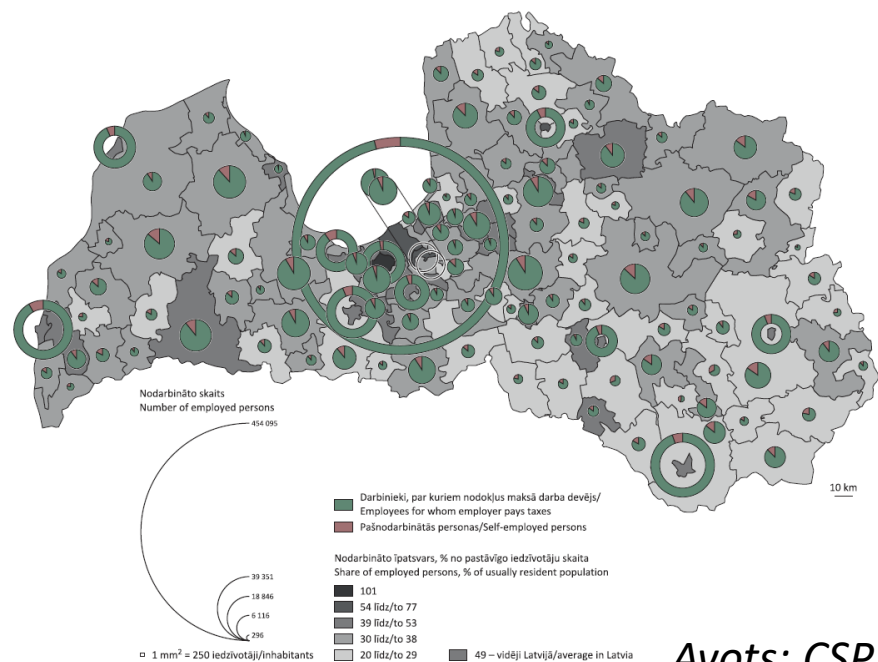 Nodarbināto skaits
Number of employed persons
454 095
39 351
18 846
6 116
296
1 mm² = 250 iedzīvotāji/inhabitants
Darbinieki, par kuriem nodokļus maksā darba devējs/
Employees for whom employer pays taxes
Pašnodarbinātās personas/Self-employed persons
Nodarbināto īpatsvars, % no pastāvīgo iedzīvotāju skaita
Share of employed persons, % of usually resident population
101
54 līdz/to 77
39 līdz/to 53
30 līdz/to 38
20 līdz/to 29
49 – vidēji Latvijā/average in Latvia
10 km
Avots: CSP